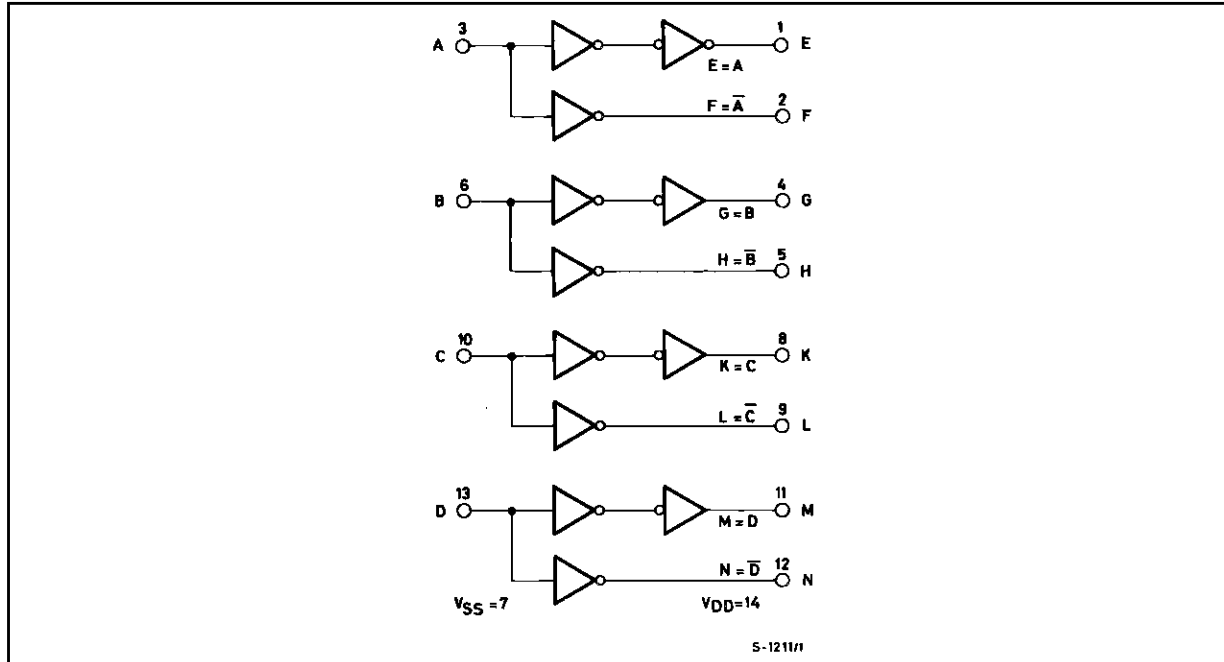 3 1
A E
E = A
F = A̅ 2
F
6 4
B G
G = B
H = B̅ 5
H
10 8
C K
K = C
L = C̅ 9
L
13 11
D M
M = D
N = D̅ 12
N
VSS = 7 VDD=14
S-1211/1